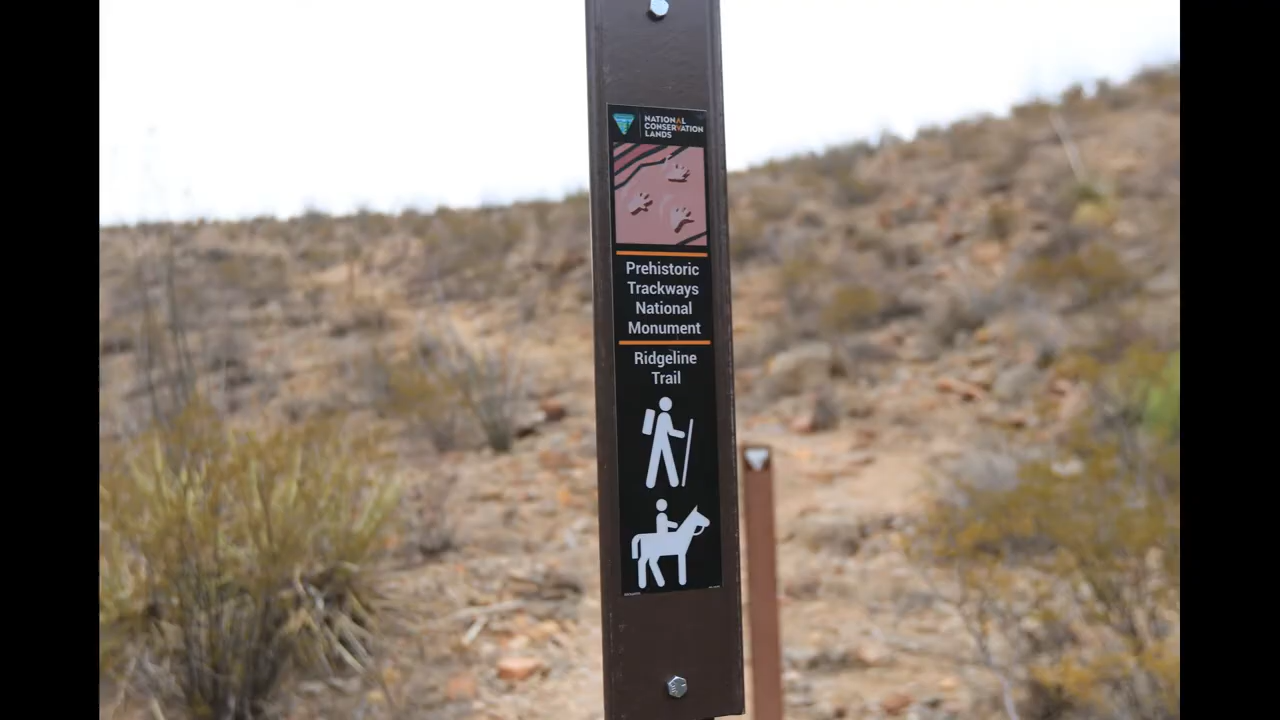 NATIONAL
CONSERVATION
LANDS
Prehistoric
Trackways
National
Monument
Ridgeline
Trail